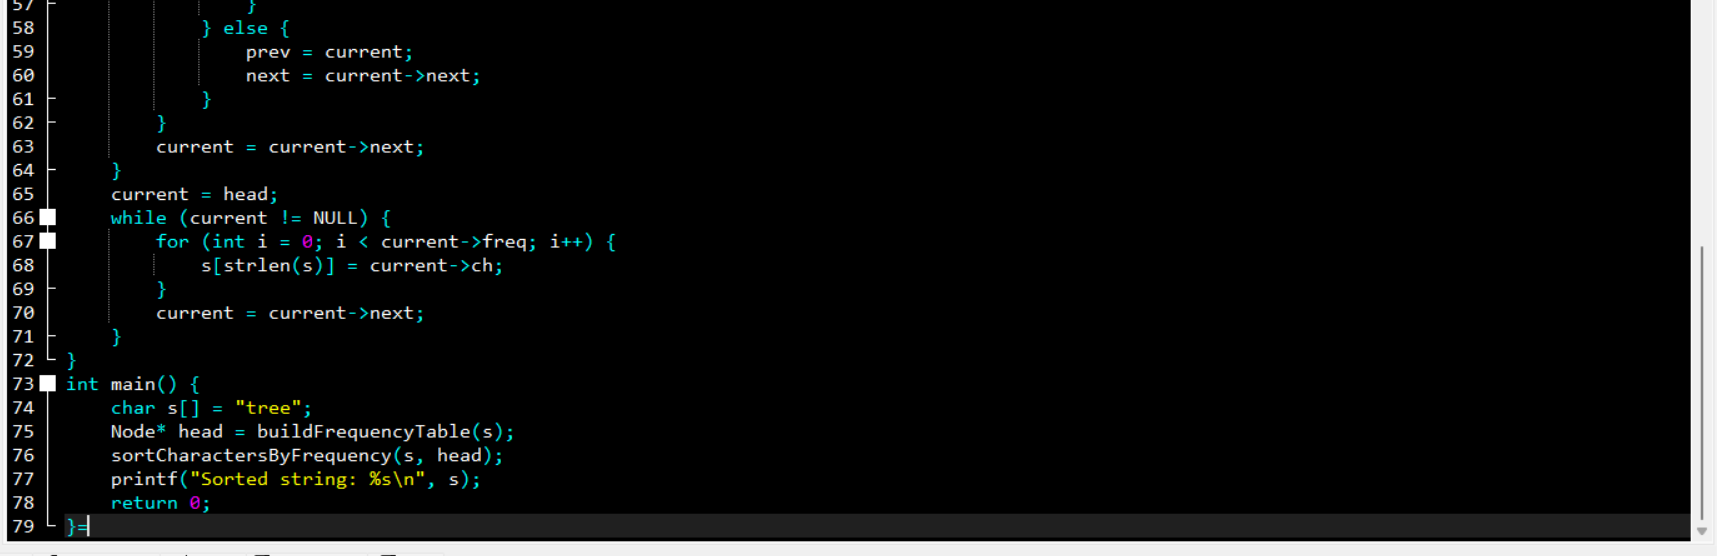 57 }
58 } else {
59 prev = current;
60 next = current->next;
61 }
62 }
63 current = current->next;
64 }
65 current = head;
66 while (current != NULL) {
67 for (int i = 0; i < current->freq; i++) {
68 s[strlen(s)] = current->ch;
69 }
70 current = current->next;
71 }
72 }
73 int main() {
74 char s[] = "tree";
75 Node* head = buildFrequencyTable(s);
76 sortCharactersByFrequency(s, head);
77 printf("Sorted string: %s\n", s);
78 return 0;
79 }=